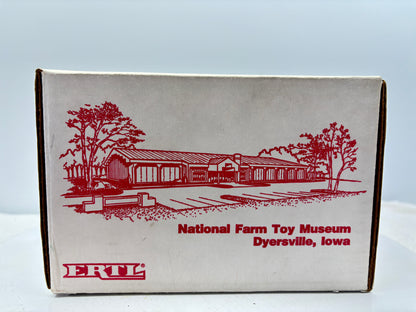 National Farm Toy Museum
Dyersville, Iowa
ERTL®